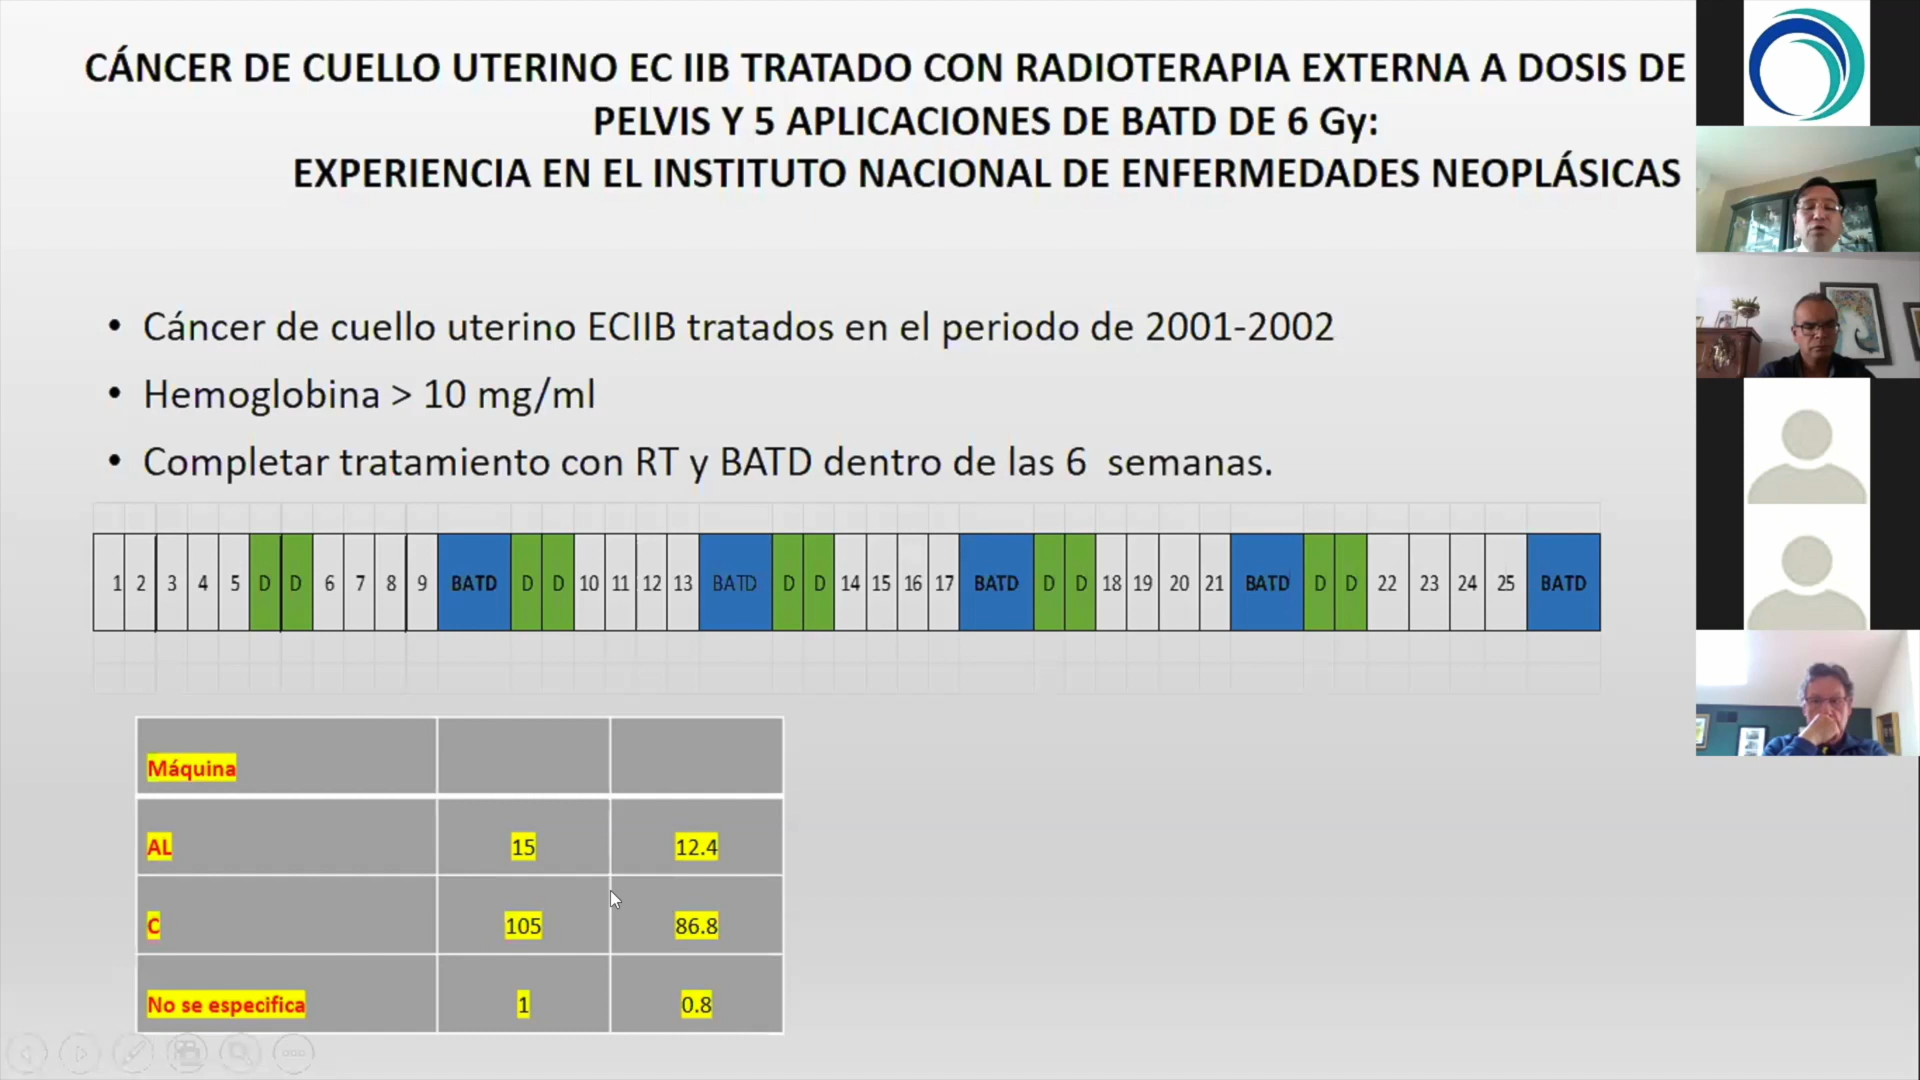 CÁNCER DE CUELLO UTERINO EC IIB TRATADO CON RADIOTERAPIA EXTERNA A DOSIS DE
PELVIS Y 5 APLICACIONES DE BATD DE 6 Gy:
EXPERIENCIA EN EL INSTITUTO NACIONAL DE ENFERMEDADES NEOPLÁSICAS
• Cáncer de cuello uterino ECIIB tratados en el periodo de 2001-2002
• Hemoglobina > 10 mg/ml
• Completar tratamiento con RT y BATD dentro de las 6 semanas.
1 2 3 4 5 D D 6 7 8 9 BATD D D 10 11 12 13 BATD D D 14 15 16 17 BATD D D 18 19 20 21 BATD D D 22 23 24 25 BATD
Máquina
AL 15 12.4
C 105 86.8
No se especifica 1 0.8